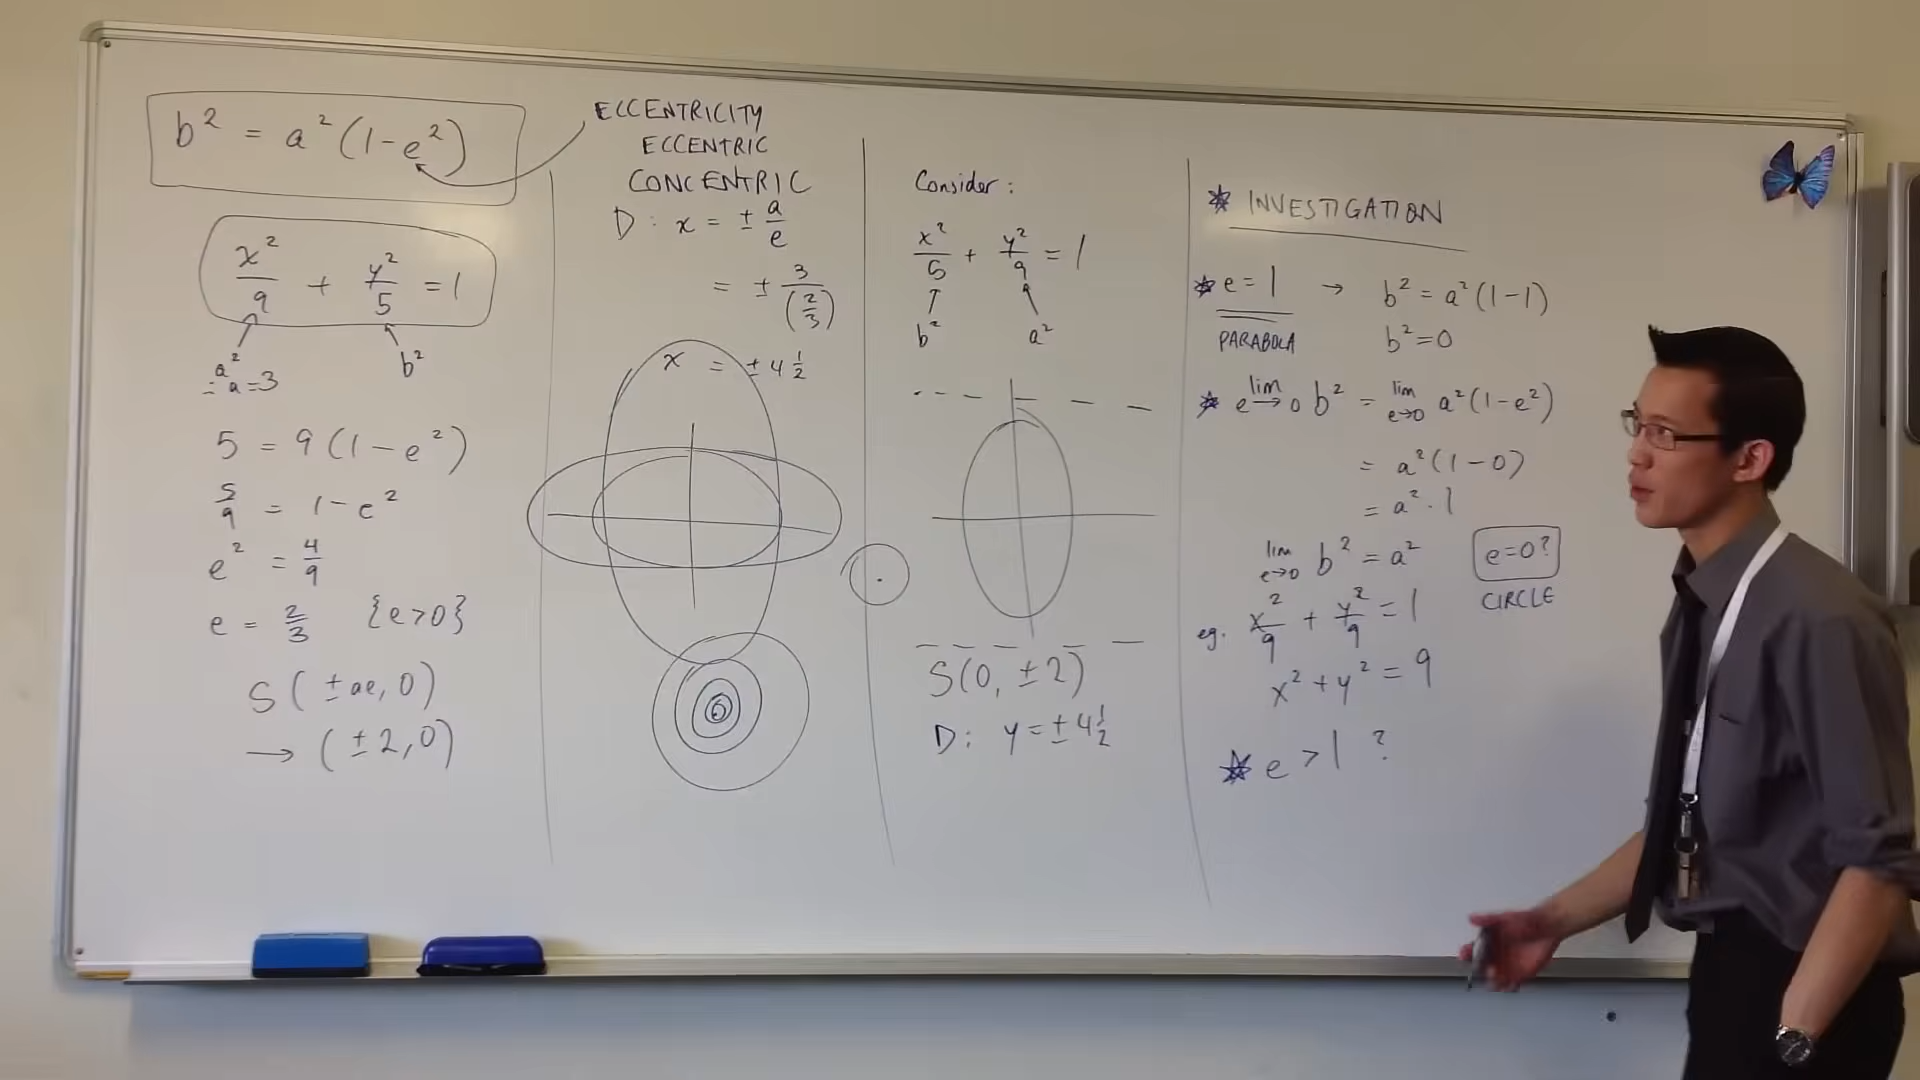 b² = a²(1-e²)
x²/9 + y²/5 = 1
a²
∴ a = 3
b²
5 = 9(1-e²)
5/9 = 1-e²
e² = 4/9
e = 2/3 {e>0}
S(±ae, 0)
→ (±2, 0)
ECCENTRICITY
ECCENTRIC
CONCENTRIC
D: x = ± a/e
= ± 3/(2/3)
x = ±4 1/2
Consider:
x²/5 + y²/9 = 1
b² a²
S(0, ±2)
D: y = ±4 1/2
* INVESTIGATION
* e = 1 → b² = a²(1-1)
PARABOLA b² = 0
* lim e→0 b² = lim e→0 a²(1-e²)
= a²(1-0)
= a² . 1
lim e→0 b² = a²
e=0?
CIRCLE
eg. x²/9 + y²/9 = 1
x² + y² = 9
* e > 1 ?